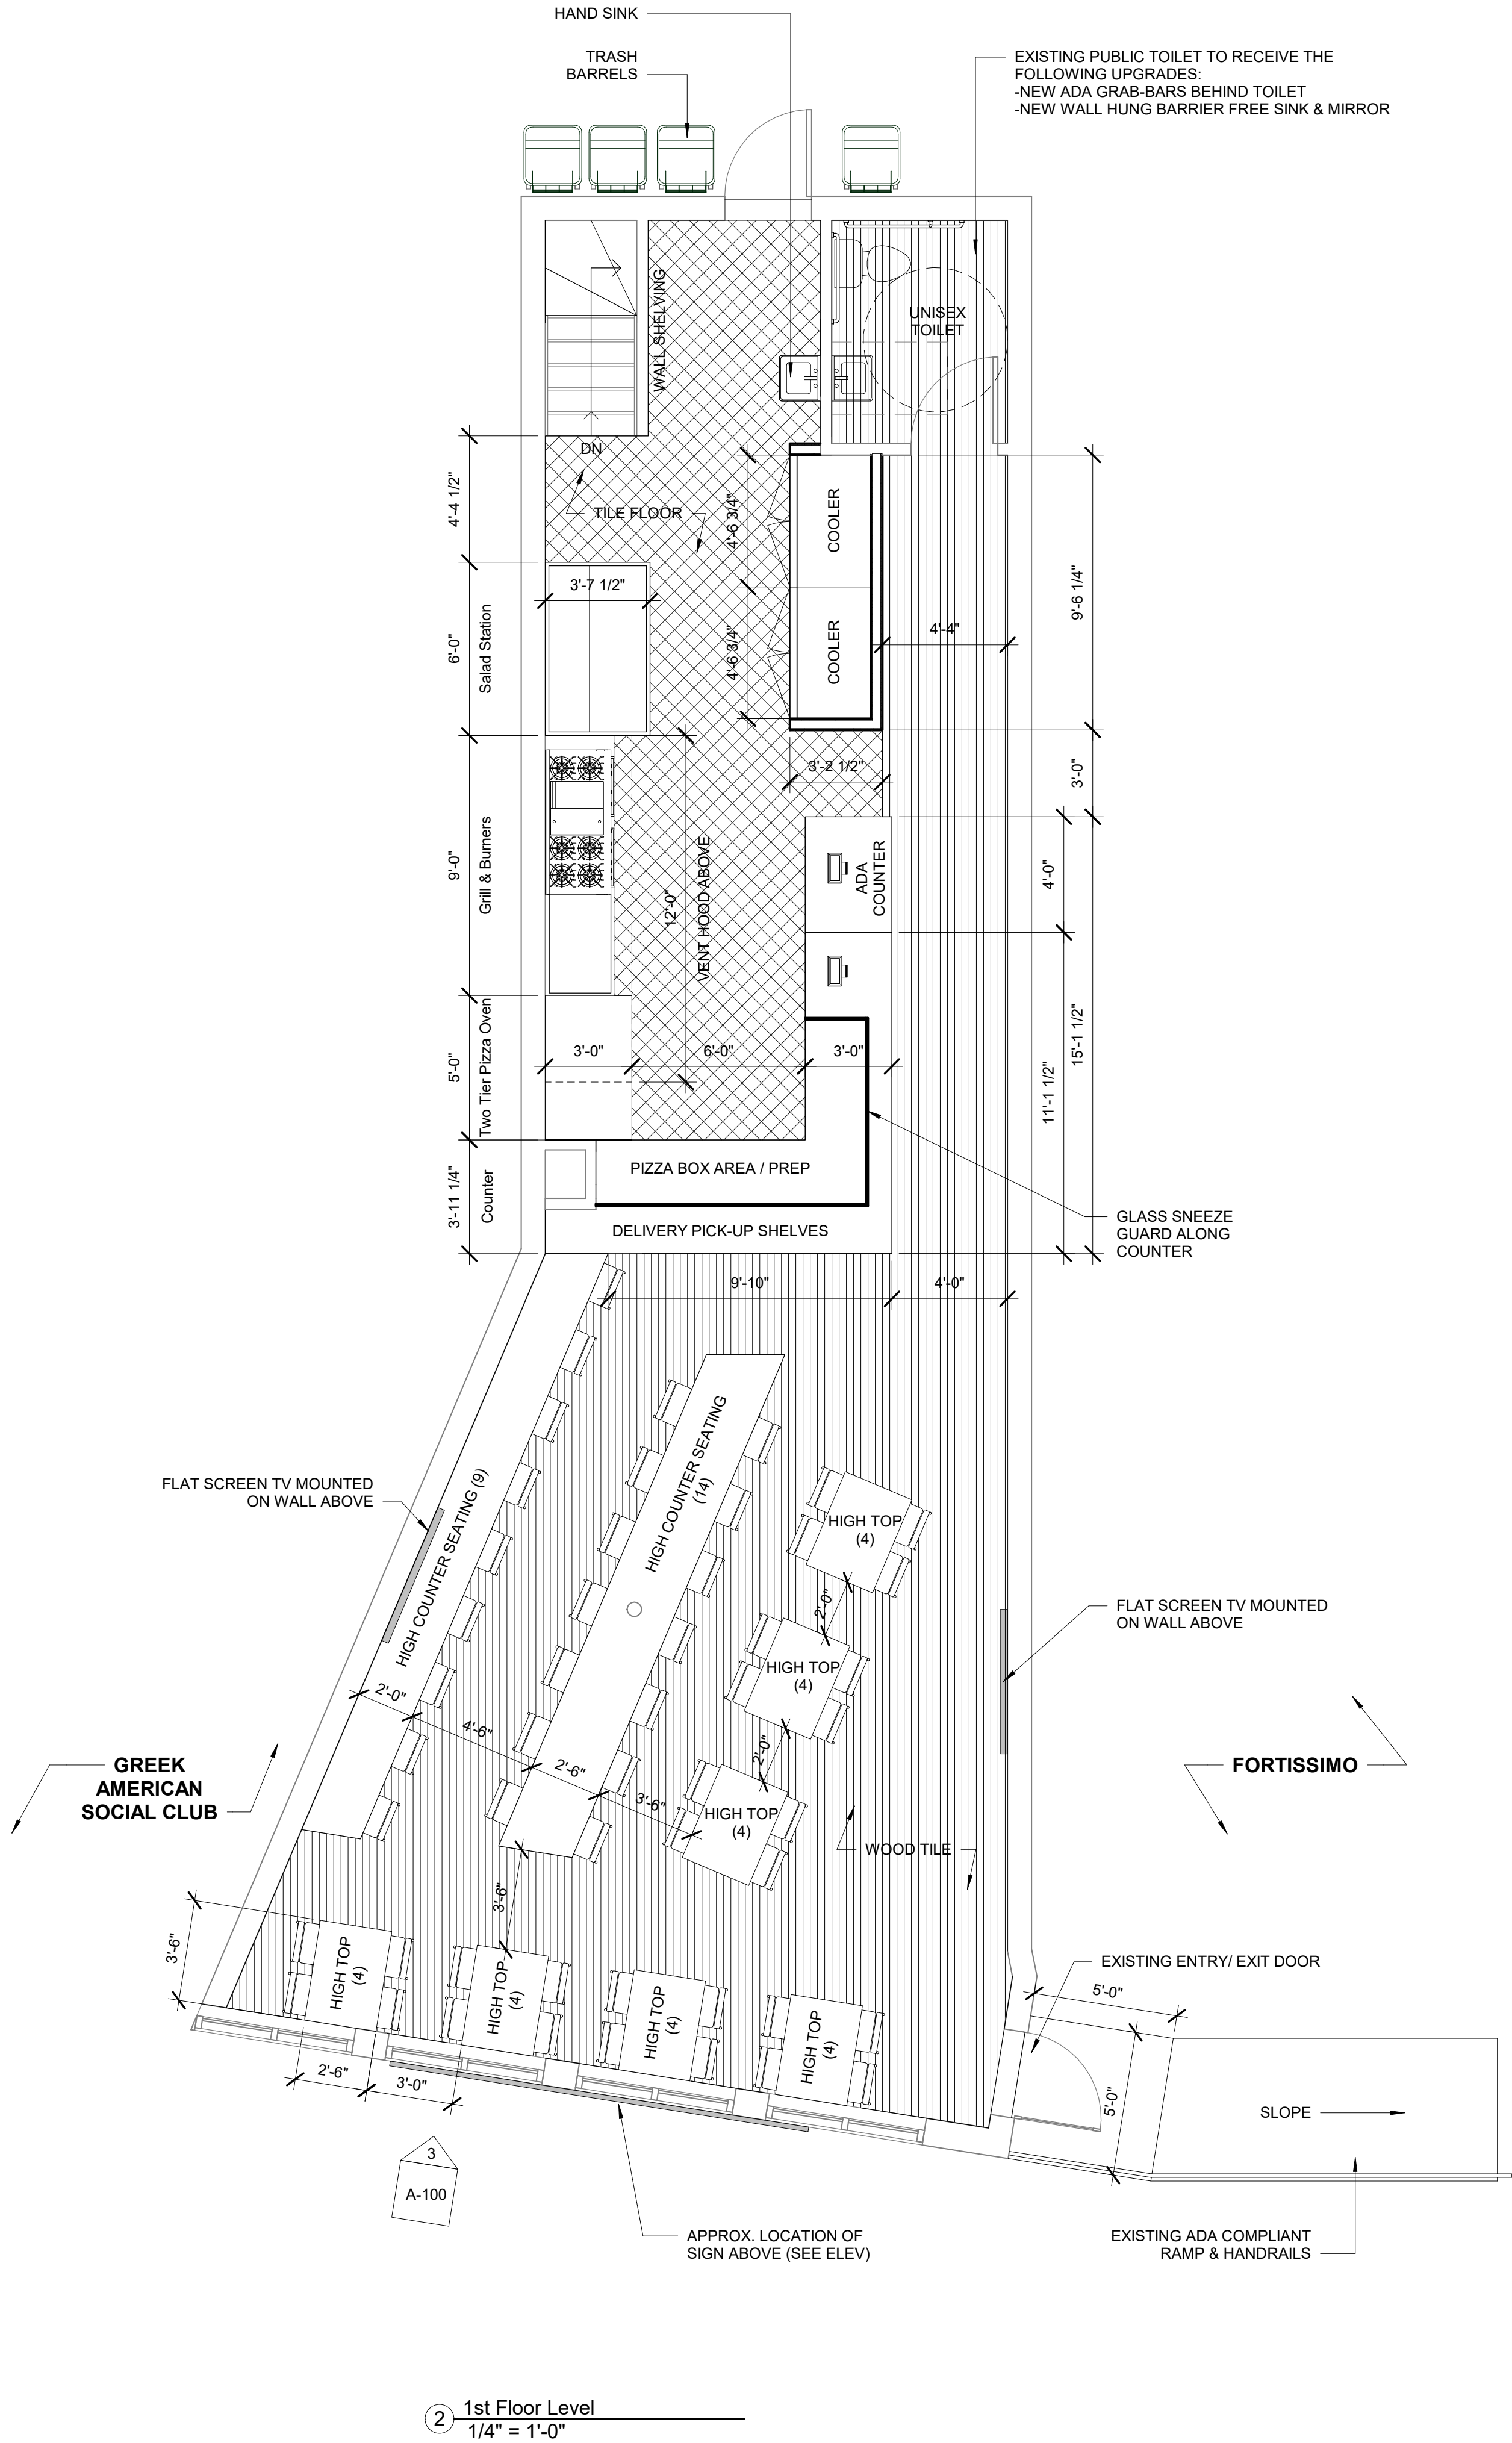 HAND SINK
TRASH
BARRELS
EXISTING PUBLIC TOILET TO RECEIVE THE
FOLLOWING UPGRADES:
-NEW ADA GRAB-BARS BEHIND TOILET
-NEW WALL HUNG BARRIER FREE SINK & MIRROR
WALL SHELVING
UNISEX
TOILET
DN
TILE FLOOR
4'-4 1/2"
4'-6 3/4"
COOLER
9'-6 1/4"
3'-7 1/2"
6'-0"
Salad Station
4'-6 3/4"
COOLER
4'-4"
3'-2 1/2"
3'-0"
9'-0"
Grill & Burners
12'-0"
VENT HOOD ABOVE
ADA
COUNTER
4'-0"
5'-0"
Two Tier Pizza Oven
3'-0"
6'-0"
3'-0"
11'-1 1/2"
15'-1 1/2"
3'-11 1/4"
Counter
PIZZA BOX AREA / PREP
DELIVERY PICK-UP SHELVES
GLASS SNEEZE
GUARD ALONG
COUNTER
9'-10"
4'-0"
FLAT SCREEN TV MOUNTED
ON WALL ABOVE
HIGH COUNTER SEATING (9)
HIGH COUNTER SEATING
(14)
HIGH TOP
(4)
2'-0"
HIGH TOP
(4)
2'-0"
HIGH TOP
(4)
FLAT SCREEN TV MOUNTED
ON WALL ABOVE
2'-0"
4'-6"
2'-6"
3'-6"
GREEK
AMERICAN
SOCIAL CLUB
FORTISSIMO
WOOD TILE
3'-6"
3'-6"
HIGH TOP
(4)
HIGH TOP
(4)
HIGH TOP
(4)
HIGH TOP
(4)
EXISTING ENTRY/ EXIT DOOR
5'-0"
5'-0"
2'-6"
3'-0"
SLOPE
3
A-100
APPROX. LOCATION OF
SIGN ABOVE (SEE ELEV)
EXISTING ADA COMPLIANT
RAMP & HANDRAILS
2
1st Floor Level
1/4" = 1'-0"